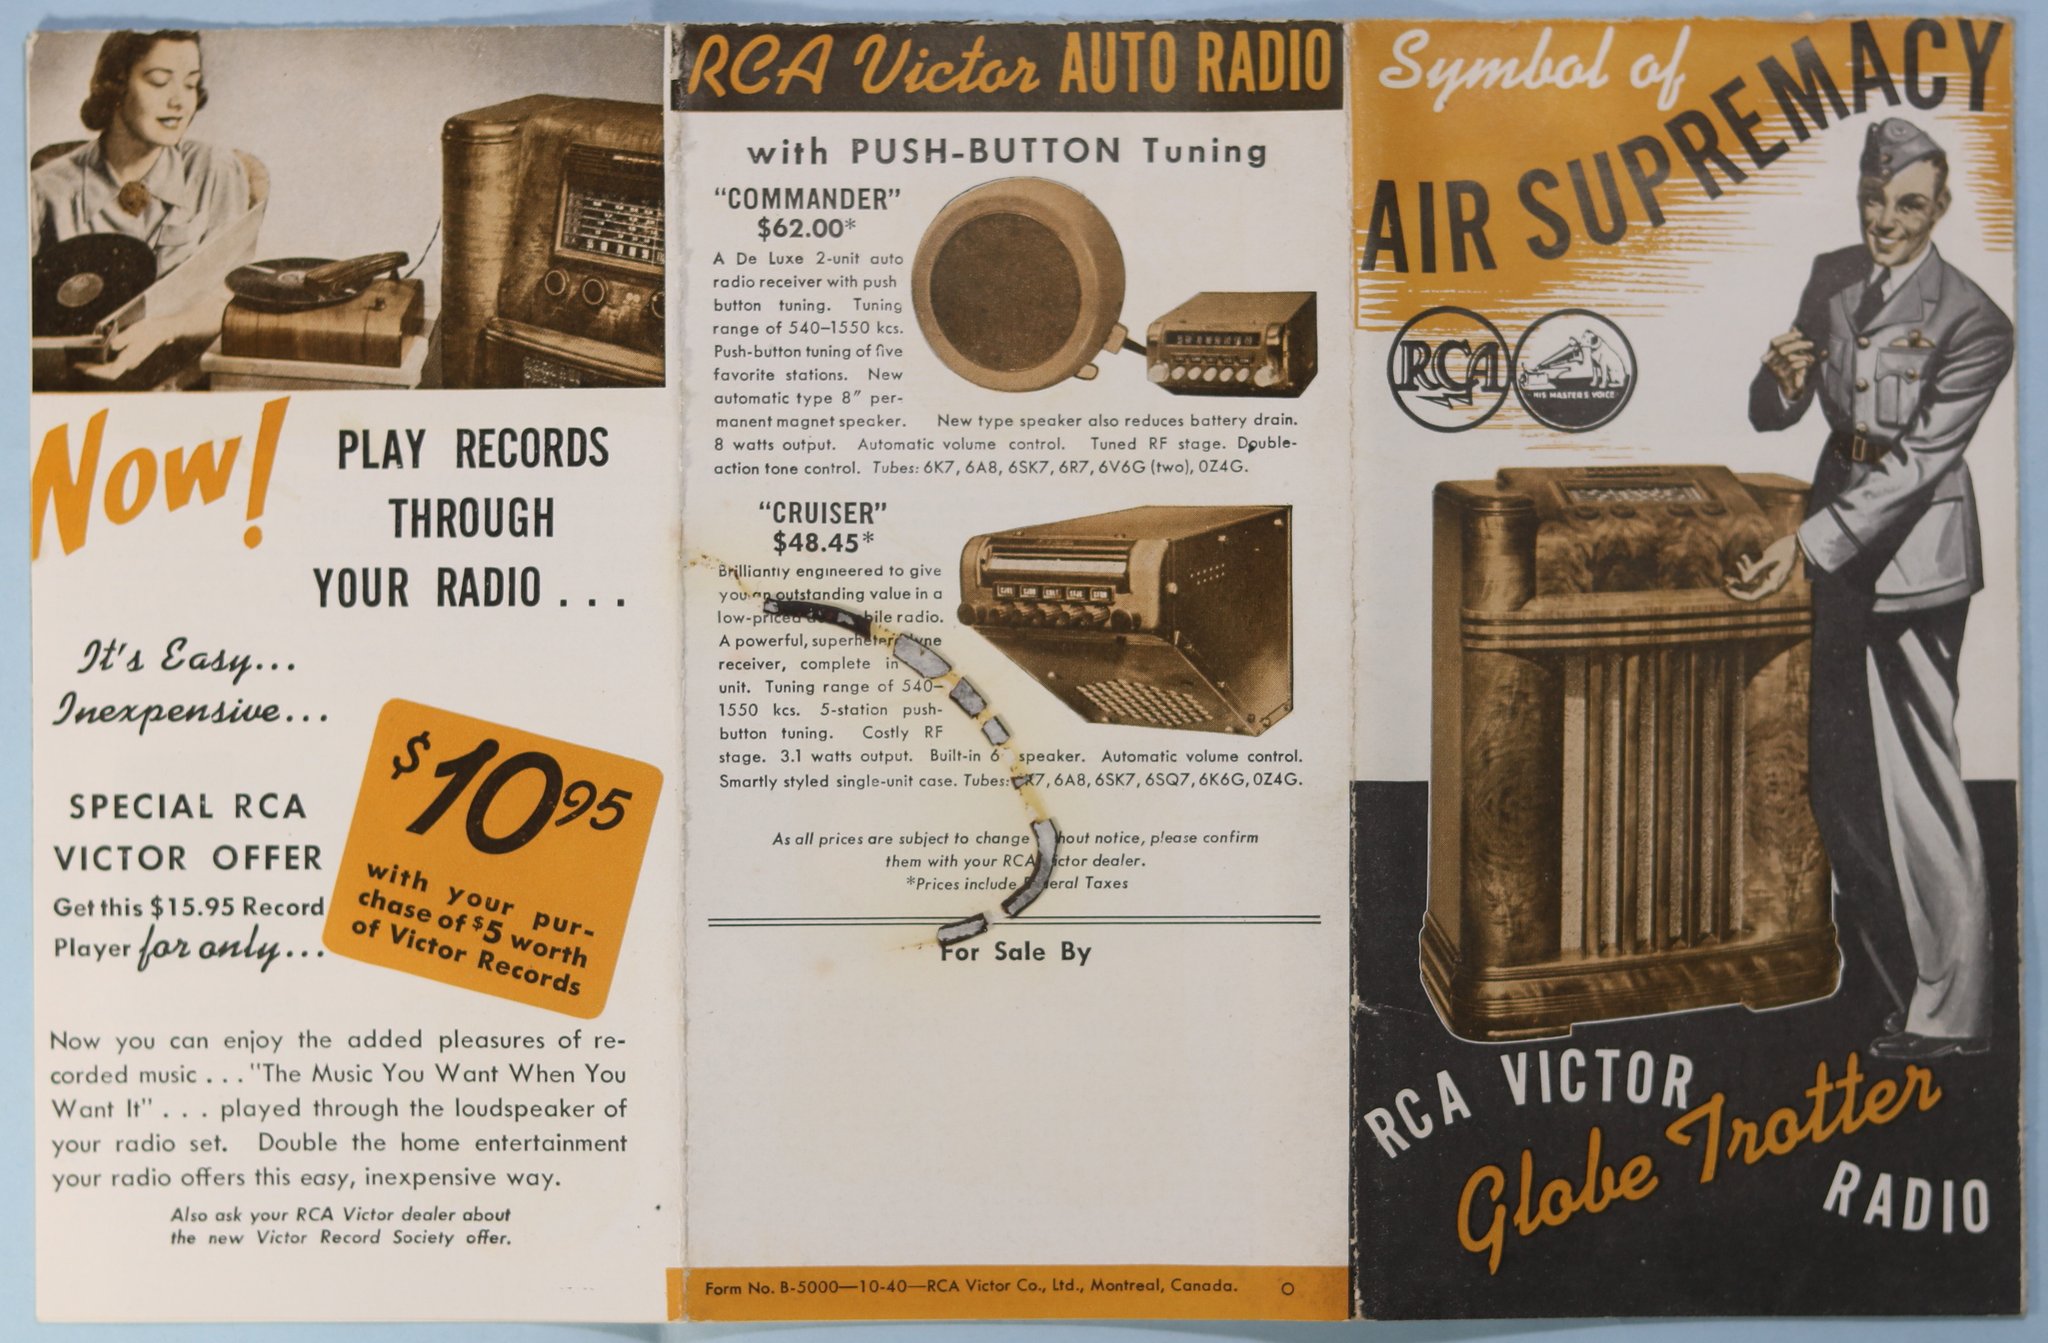 Now!
PLAY RECORDS
THROUGH
YOUR RADIO . . .
It's Easy...
Inexpensive...
SPECIAL RCA
VICTOR OFFER
Get this $15.95 Record
Player for only...
$10.95
with your pur-
chase of $5 worth
of Victor Records
Now you can enjoy the added pleasures of re-
corded music . . . "The Music You Want When You
Want It" . . . played through the loudspeaker of
your radio set. Double the home entertainment
your radio offers this easy, inexpensive way.
Also ask your RCA Victor dealer about
the new Victor Record Society offer.
RCA Victor AUTO RADIO
with PUSH-BUTTON Tuning
"COMMANDER"
$62.00*
A De Luxe 2-unit auto
radio receiver with push
button tuning. Tuning
range of 540–1550 kcs.
Push-button tuning of five
favorite stations. New
automatic type 8" per-
manent magnet speaker. New type speaker also reduces battery drain.
8 watts output. Automatic volume control. Tuned RF stage. Double-
action tone control. Tubes: 6K7, 6A8, 6SK7, 6R7, 6V6G (two), 0Z4G.
"CRUISER"
$48.45*
Brilliantly engineered to give
you an outstanding value in a
low-priced bile radio.
A powerful, superheterodyne
receiver, complete in
unit. Tuning range of 540–
1550 kcs. 5-station push-
button tuning. Costly RF
stage. 3.1 watts output. Built-in 6 speaker. Automatic volume control.
Smartly styled single-unit case. Tubes: K7, 6A8, 6SK7, 6SQ7, 6K6G, 0Z4G.
As all prices are subject to change hout notice, please confirm
them with your RCA ictor dealer.
*Prices include Federal Taxes
For Sale By
Form No. B-5000—10-40—RCA Victor Co., Ltd., Montreal, Canada. O
Symbol of
AIR SUPREMACY
RCA
HIS MASTERS VOICE
RCA VICTOR
Globe Trotter
RADIO